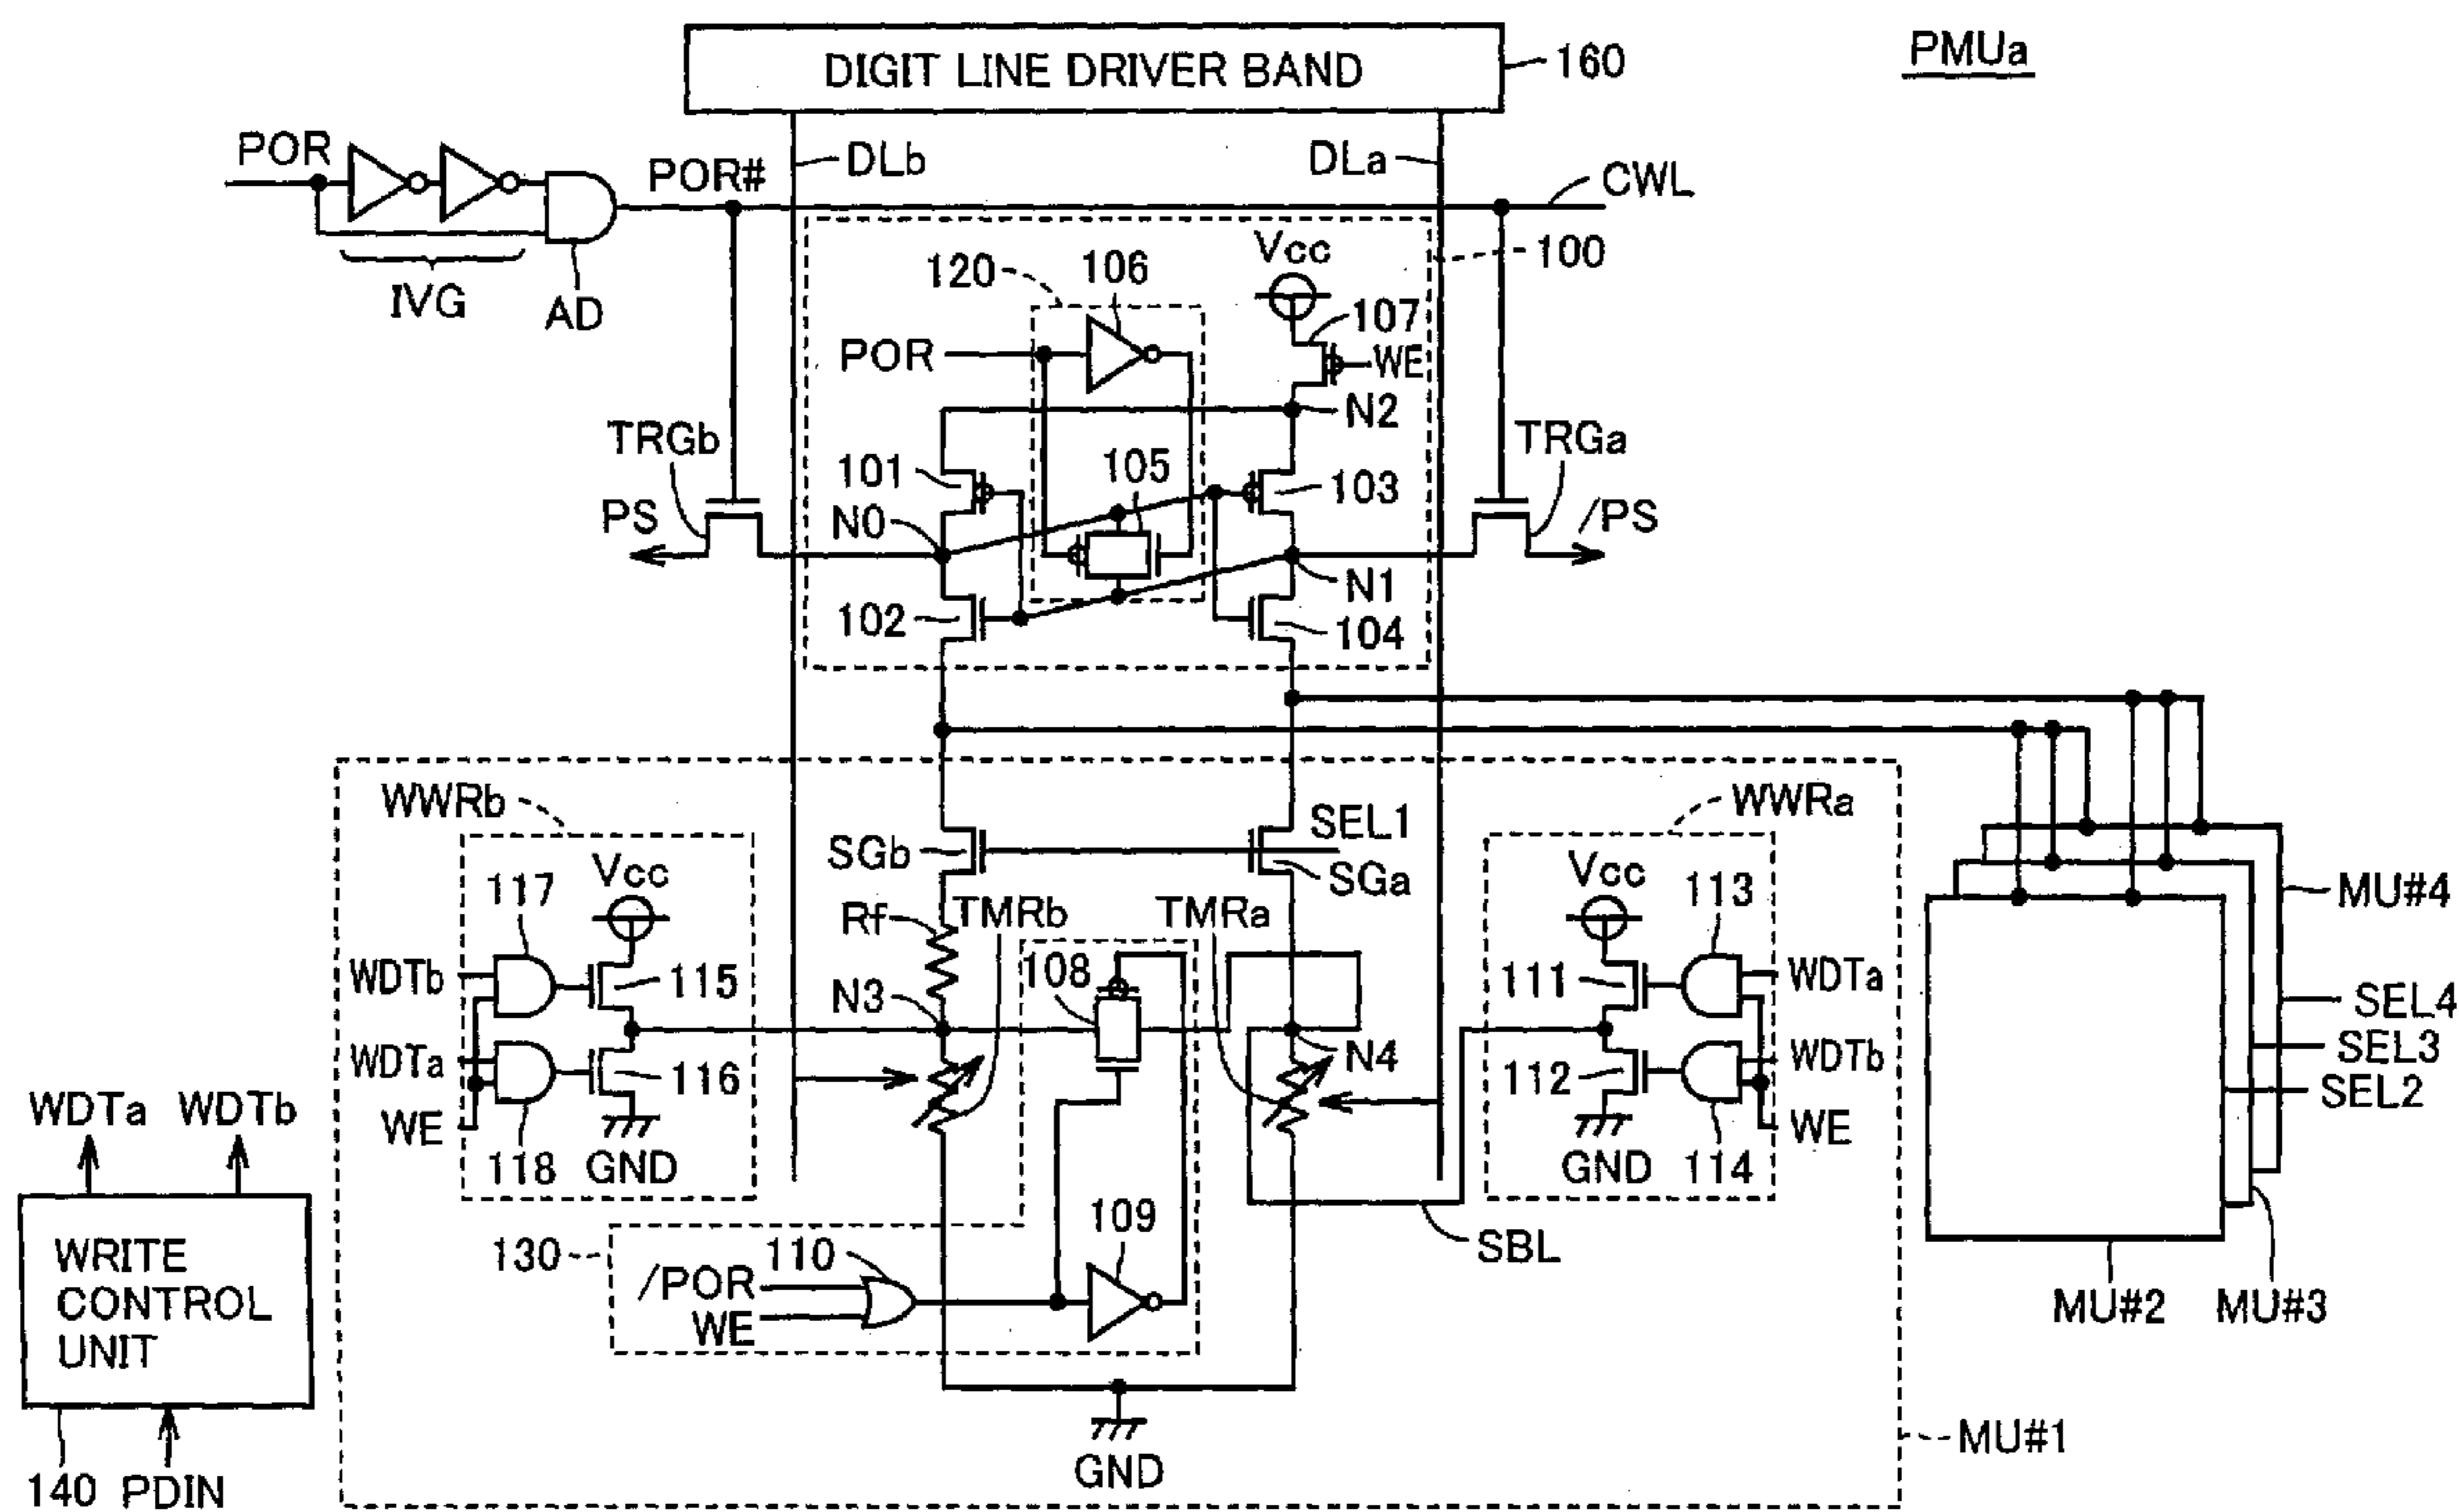 PMUa
DIGIT LINE DRIVER BAND
160
POR
IVG
AD
POR#
DLb
DLa
CWL
100
120
106
Vcc
107
WE
POR
N2
TRGb
101
105
103
TRGa
PS
N0
/PS
N1
102
104
WWRb
WWRa
SEL1
SGb
SGa
117
Vcc
Vcc
113
MU#4
Rf
TMRb
TMRa
WDTb
115
108
111
WDTa
N3
SEL4
WDTa
116
N4
112
WDTb
SEL3
SEL2
WDTa
WDTb
WE
118
GND
GND
114
WE
109
130
110
SBL
/POR
WE
WRITE
CONTROL
UNIT
MU#2
MU#3
GND
MU#1
140
PDIN